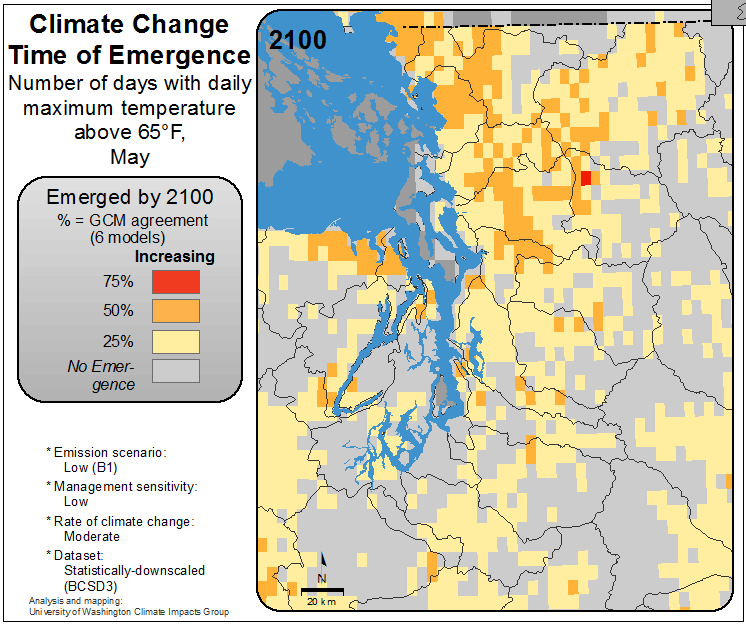 Climate Change
Time of Emergence
Number of days with daily
maximum temperature
above 65°F,
May
Emerged by 2100
% = GCM agreement
(6 models)
Increasing
75%
50%
25%
No Emer-
gence
* Emission scenario:
Low (B1)
* Management sensitivity:
Low
* Rate of climate change:
Moderate
* Dataset:
Statistically-downscaled
(BCSD3)
Analysis and mapping:
University of Washington Climate Impacts Group
2100
N
20 km